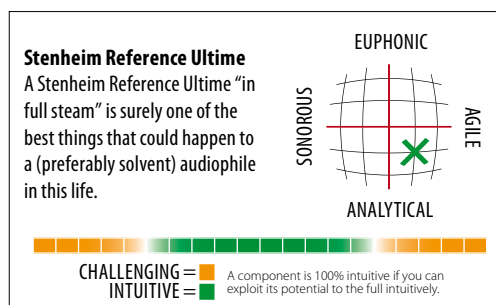 Stenheim Reference Ultime
A Stenheim Reference Ultime “in
full steam” is surely one of the
best things that could happen to
a (preferably solvent) audiophile
in this life.
EUPHONIC
SONOROUS
AGILE
ANALYTICAL
CHALLENGING =
INTUITIVE =
A component is 100% intuitive if you can
exploit its potential to the full intuitively.